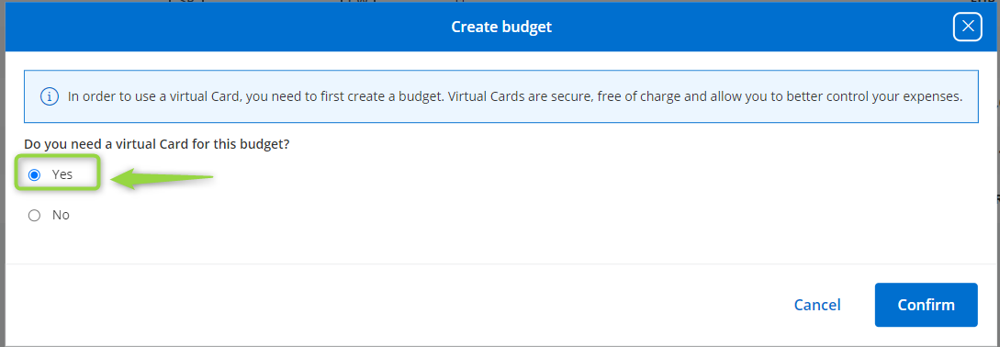 Create budget
In order to use a virtual Card, you need to first create a budget. Virtual Cards are secure, free of charge and allow you to better control your expenses.
Do you need a virtual Card for this budget?
Yes
No
Cancel
Confirm